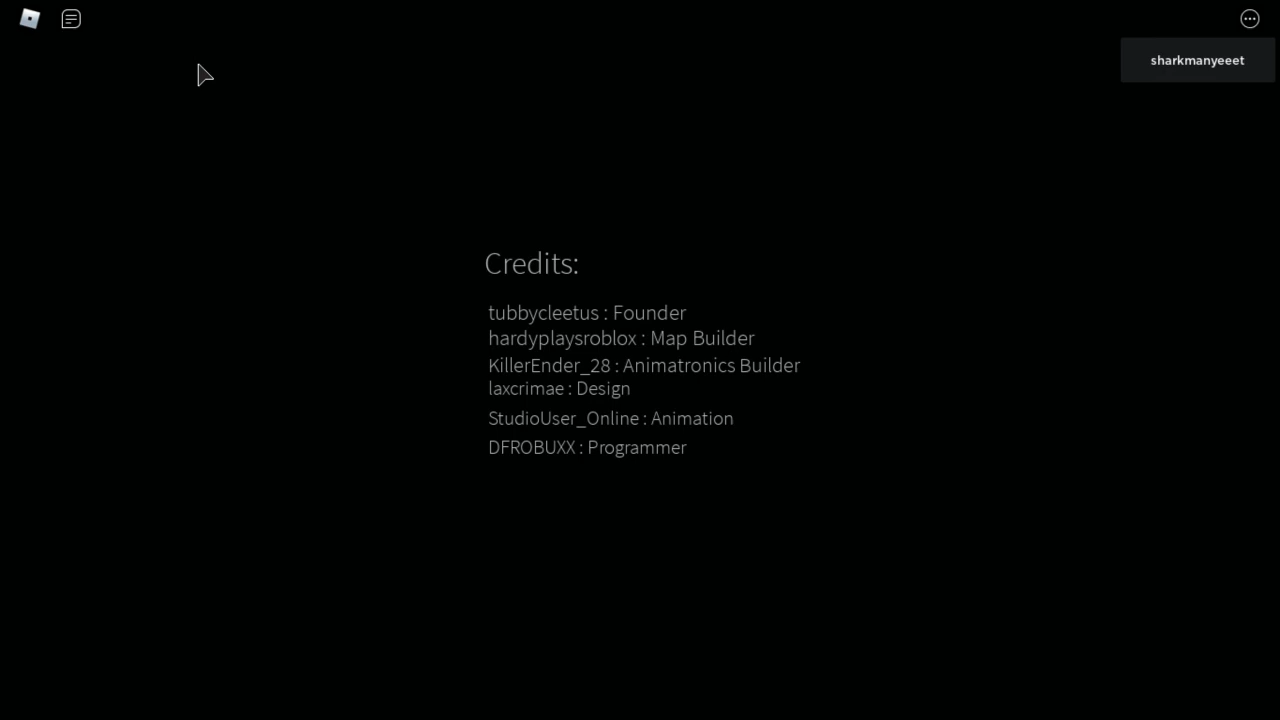 sharkmanyeeet
Credits:
tubbycleetus : Founder
hardyplaysroblox : Map Builder
KillerEnder_28 : Animatronics Builder
laxcrimae : Design
StudioUser_Online : Animation
DFROBUXX : Programmer